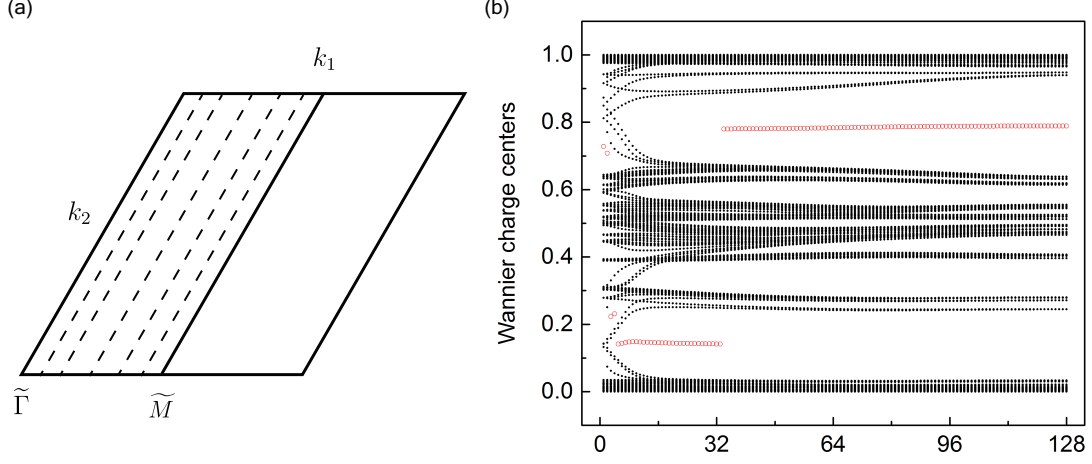 (a)
k₁
k₂
Γ̃
M̃
(b)
Wannier charge centers
1.0
0.8
0.6
0.4
0.2
0.0
0 32 64 96 128